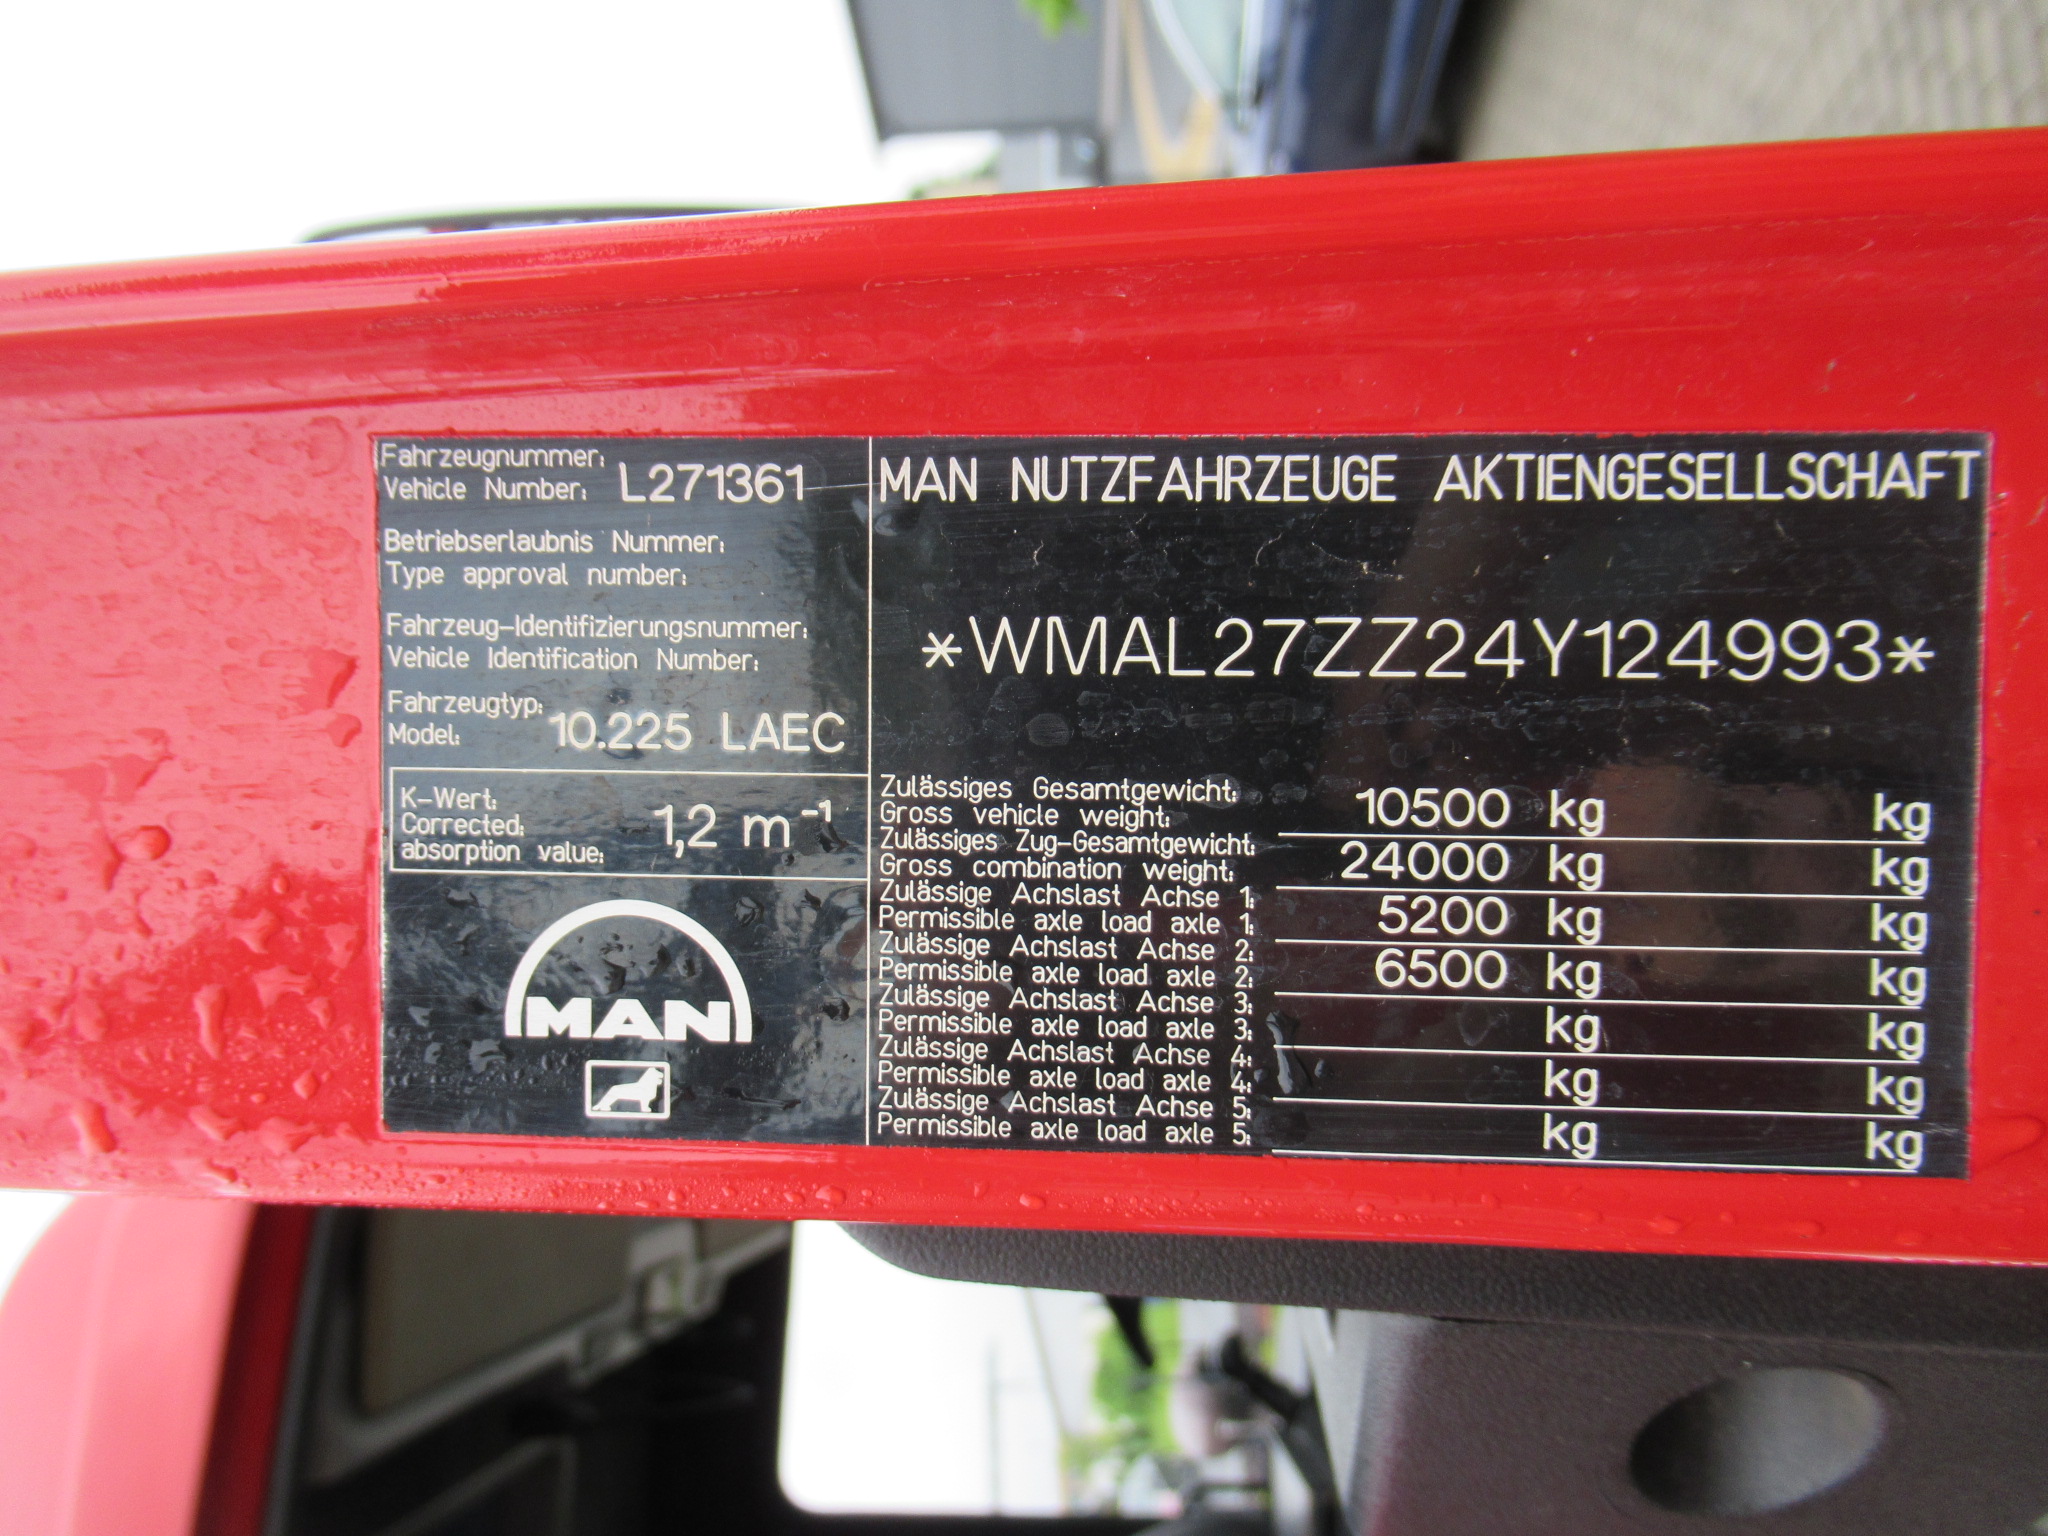 Fahrzeugnummer:
Vehicle Number: L271361
Betriebserlaubnis Nummer:
Type approval number:
Fahrzeug-Identifizierungsnummer:
Vehicle Identification Number:
Fahrzeugtyp:
Model: 10.225 LAEC
K-Wert:
Corrected:
absorption value: 1,2 m⁻¹
MAN
MAN NUTZFAHRZEUGE AKTIENGESELLSCHAFT
*WMAL27ZZ24Y124993*
Zulässiges Gesamtgewicht:
Gross vehicle weight: 10500 kg kg
Zulässiges Zug-Gesamtgewicht:
Gross combination weight: 24000 kg kg
Zulässige Achslast Achse 1:
Permissible axle load axle 1: 5200 kg kg
Zulässige Achslast Achse 2:
Permissible axle load axle 2: 6500 kg kg
Zulässige Achslast Achse 3:
Permissible axle load axle 3: kg kg
Zulässige Achslast Achse 4:
Permissible axle load axle 4: kg kg
Zulässige Achslast Achse 5:
Permissible axle load axle 5: kg kg